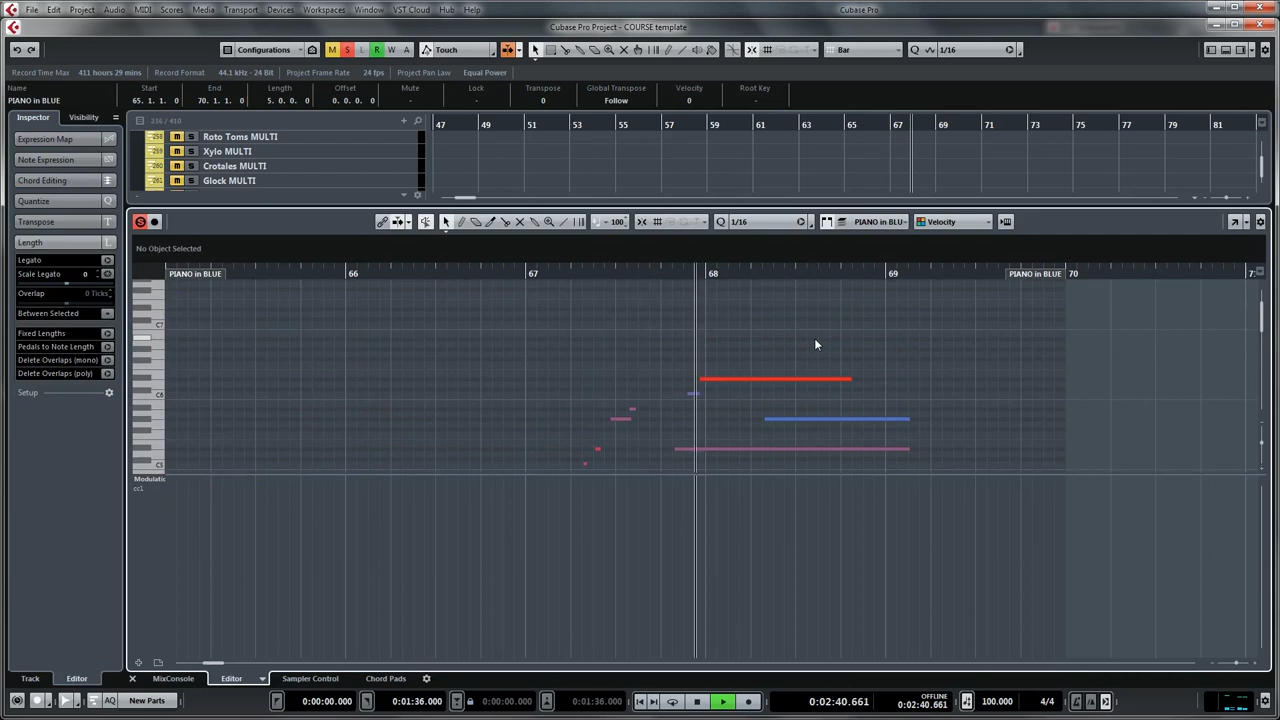 File Edit Project Audio MIDI Scores Media Transport Devices Workspaces Window VST Cloud Hub Help Cubase Pro
Cubase Pro Project - COURSE template
Configurations M S L R W A Touch Bar Q 1/16
Record Time Max 411 hours 29 mins Record Format 44.1 kHz - 24 Bit Project Frame Rate 24 fps Project Pan Law Equal Power
Name Start End Length Offset Mute Lock Transpose Global Transpose Velocity Root Key
PIANO in BLUE 65. 1. 1. 0 70. 1. 1. 0 5. 0. 0. 0 0. 0. 0. 0 - - 0 Follow 0 -
Inspector Visibility 236 / 410
47 49 51 53 55 57 59 61 63 65 67 69 71 73 75 77 79 81
Expression Map
Note Expression
Chord Editing
Quantize Q
Transpose T
Length L
Legato
Scale Legato 0
Overlap 0 Ticks
Between Selected
Fixed Lengths
Pedals to Note Length
Delete Overlaps (mono)
Delete Overlaps (poly)
Setup
258 m S Roto Toms MULTI
259 m S Xylo MULTI
260 m S Crotales MULTI
261 m S Glock MULTI
S 100 Q 1/16 PIANO in BLU Velocity
No Object Selected
PIANO in BLUE 66 67 68 69 PIANO in BLUE 70
C7
C6
C5
Modulatic
cc1
Track Editor MixConsole Editor Sampler Control Chord Pads
AQ New Parts 0:00:00.000 0:01:36.000 0:00:00.000 0:01:36.000 0:02:40.661 OFFLINE
0:02:40.661 100.000 4/4